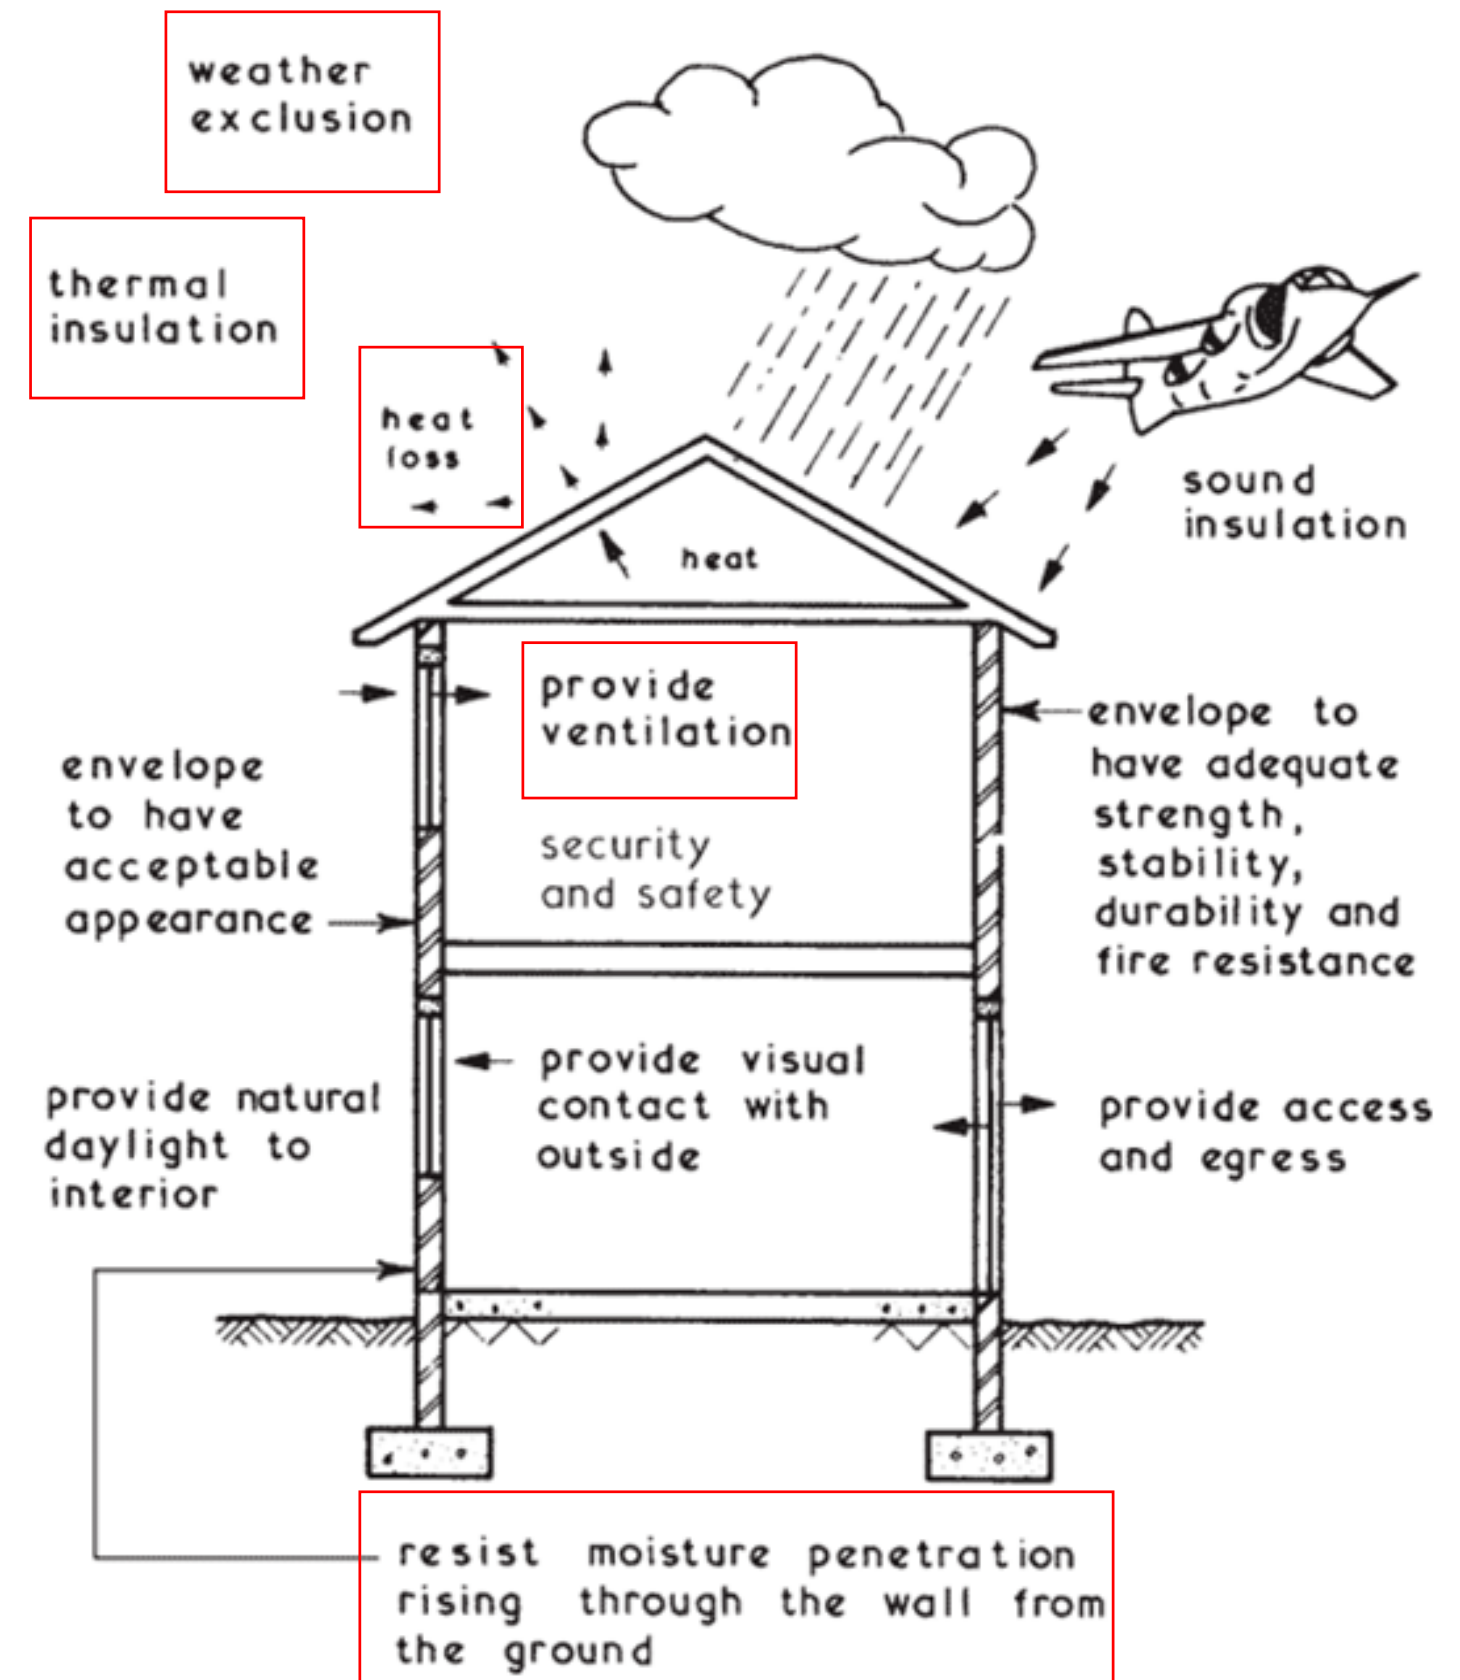 weather
exclusion
thermal
insulation
heat
loss
sound
insulation
heat
provide
ventilation
envelope
to have
acceptable
appearance
security
and safety
envelope to
have adequate
strength,
stability,
durability and
fire resistance
provide natural
daylight to
interior
provide visual
contact with
outside
provide access
and egress
resist moisture penetration
rising through the wall from
the ground